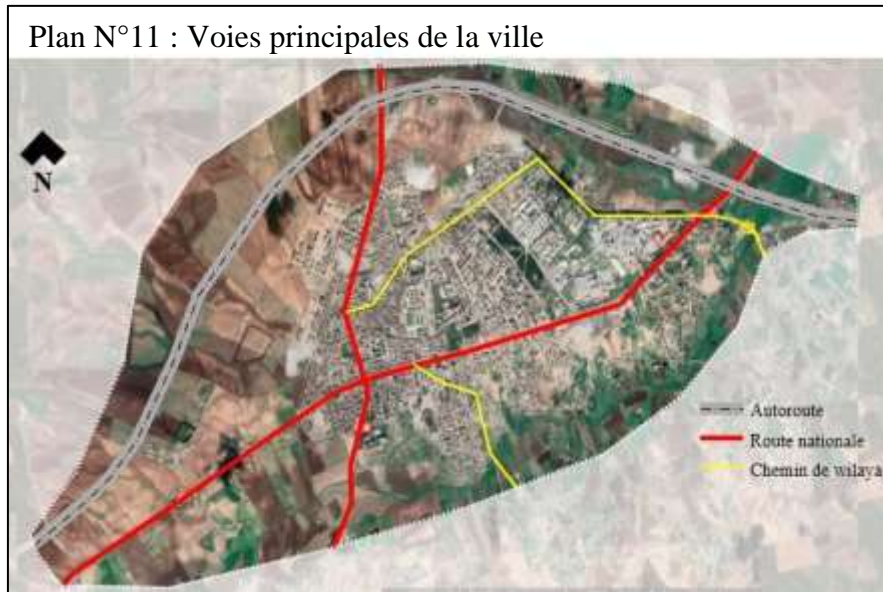 Plan N°11 : Voies principales de la ville
N
Autoroute
Route nationale
Chemin de wilaya